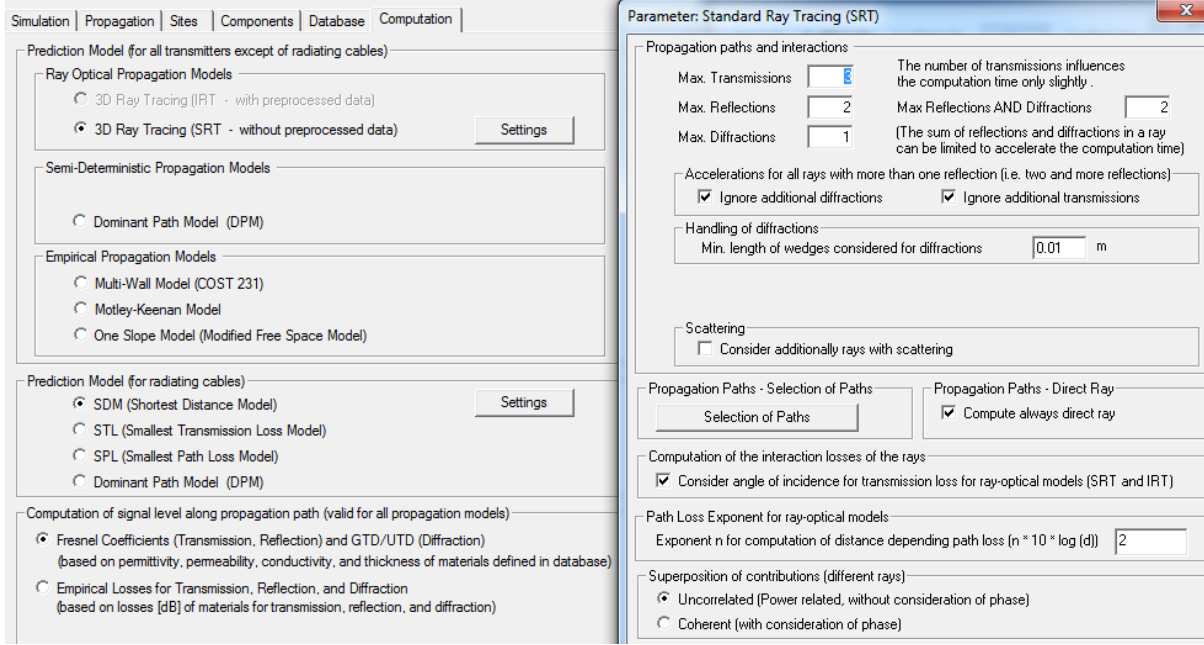 Simulation
Propagation
Sites
Components
Database
Computation
Prediction Model (for all transmitters except of radiating cables)
Ray Optical Propagation Models
3D Ray Tracing (IRT - with preprocessed data)
3D Ray Tracing (SRT - without preprocessed data)
Settings
Semi-Deterministic Propagation Models
Dominant Path Model (DPM)
Empirical Propagation Models
Multi-Wall Model (COST 231)
Motley-Keenan Model
One Slope Model (Modified Free Space Model)
Prediction Model (for radiating cables)
SDM (Shortest Distance Model)
Settings
STL (Smallest Transmission Loss Model)
SPL (Smallest Path Loss Model)
Dominant Path Model (DPM)
Computation of signal level along propagation path (valid for all propagation models)
Fresnel Coefficients (Transmission, Reflection) and GTD/UTD (Diffraction)
(based on permittivity, permeability, conductivity, and thickness of materials defined in database)
Empirical Losses for Transmission, Reflection, and Diffraction
(based on losses [dB] of materials for transmission, reflection, and diffraction)
Parameter: Standard Ray Tracing (SRT)
Propagation paths and interactions
Max. Transmissions 3
The number of transmissions influences
the computation time only slightly .
Max. Reflections 2
Max Reflections AND Diffractions 2
Max. Diffractions 1
(The sum of reflections and diffractions in a ray
can be limited to accelerate the computation time)
Accelerations for all rays with more than one reflection (i.e. two and more reflections)
Ignore additional diffractions
Ignore additional transmissions
Handling of diffractions
Min. length of wedges considered for diffractions 0.01 m
Scattering
Consider additionally rays with scattering
Propagation Paths - Selection of Paths
Selection of Paths
Propagation Paths - Direct Ray
Compute always direct ray
Computation of the interaction losses of the rays
Consider angle of incidence for transmission loss for ray-optical models (SRT and IRT)
Path Loss Exponent for ray-optical models
Exponent n for computation of distance depending path loss (n * 10 * log (d)) 2
Superposition of contributions (different rays)
Uncorrelated (Power related, without consideration of phase)
Coherent (with consideration of phase)